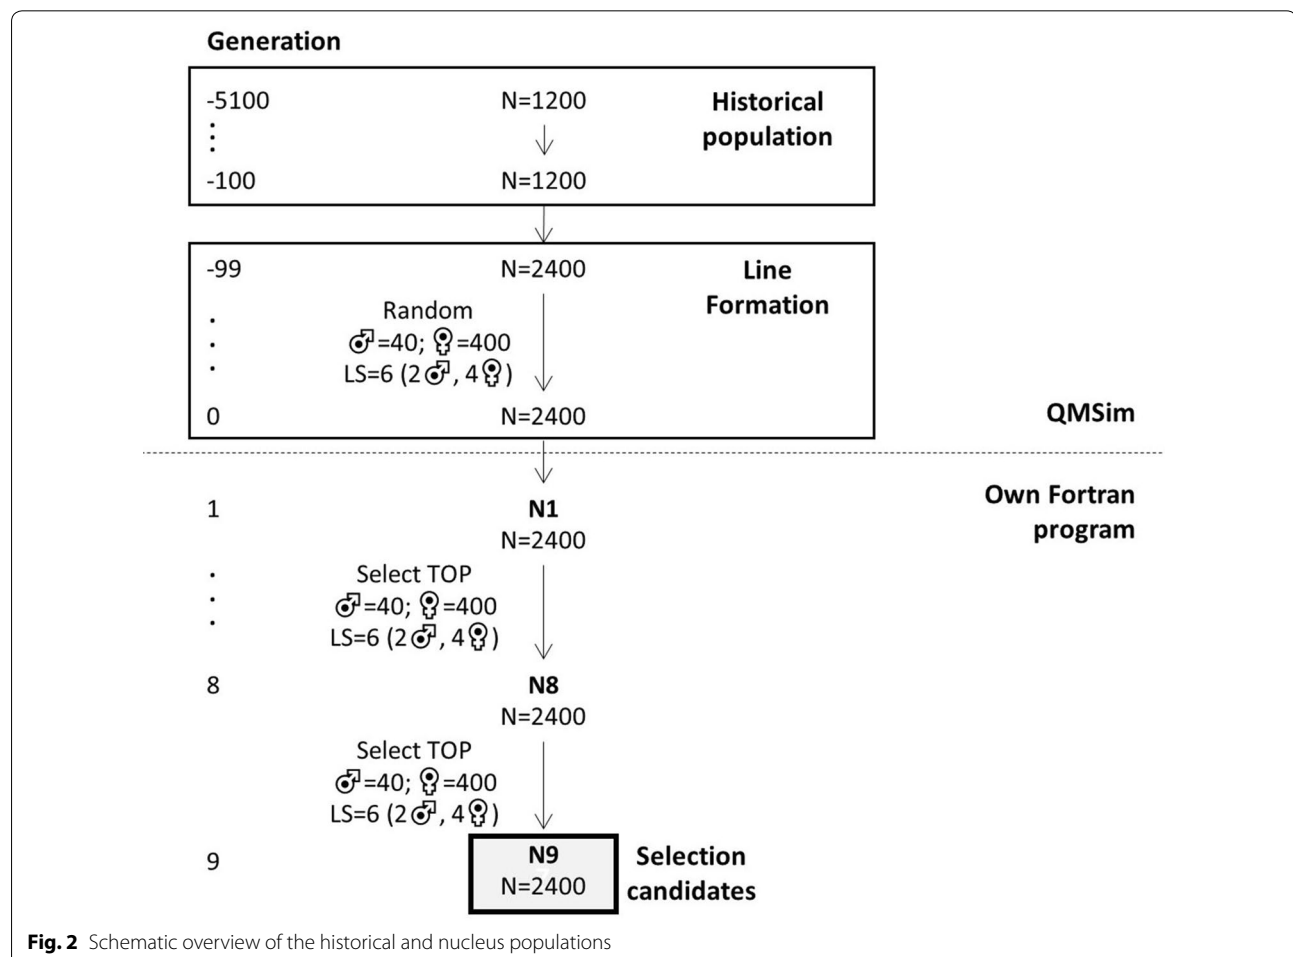 Generation
-5100 N=1200 Historical
population
-100 N=1200
-99 N=2400 Line
Formation
Random
♂=40; ♀=400
LS=6 (2♂, 4♀)
0 N=2400
QMSim
Own Fortran
program
1 N1
N=2400
Select TOP
♂=40; ♀=400
LS=6 (2♂, 4♀)
8 N8
N=2400
Select TOP
♂=40; ♀=400
LS=6 (2♂, 4♀)
9 N9 Selection
N=2400 candidates
Fig. 2 Schematic overview of the historical and nucleus populations